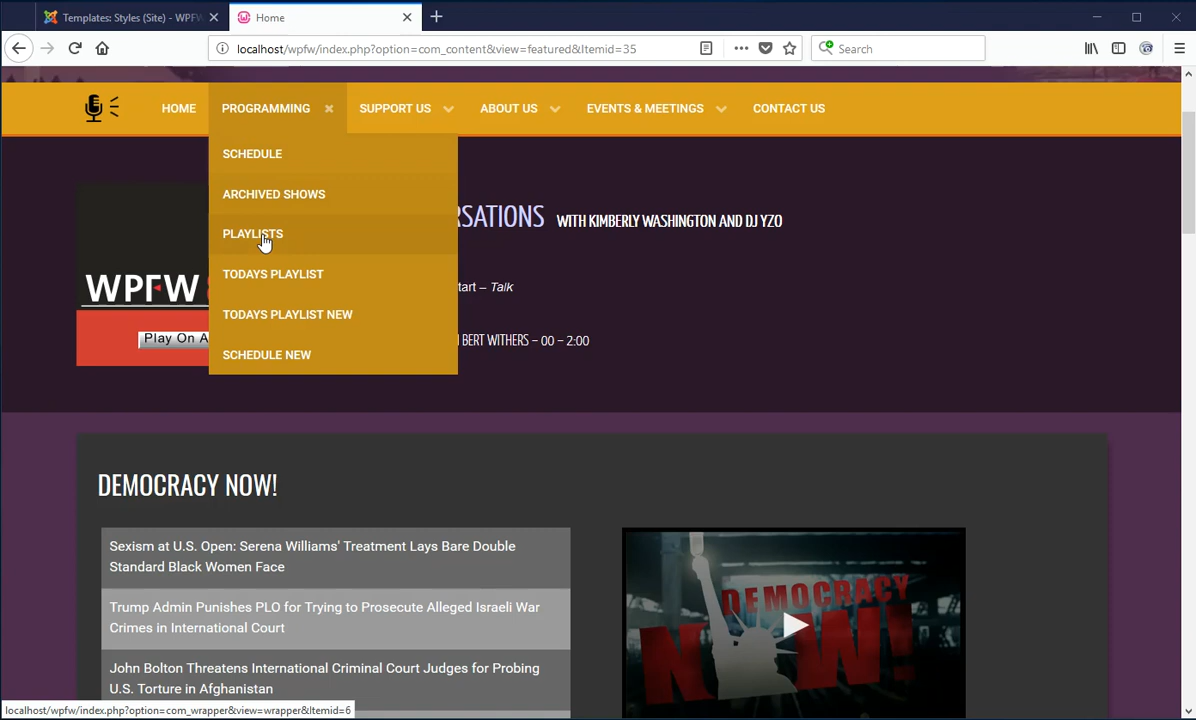 Templates: Styles (Site) - WPFW
Home
localhost/wpfw/index.php?option=com_content&view=featured&Itemid=35
Search
HOME
PROGRAMMING
SUPPORT US
ABOUT US
EVENTS & MEETINGS
CONTACT US
SCHEDULE
ARCHIVED SHOWS
PLAYLISTS
TODAYS PLAYLIST
TODAYS PLAYLIST NEW
SCHEDULE NEW
RSATIONS WITH KIMBERLY WASHINGTON AND DJ YZO
tart – Talk
BERT WITHERS – 00 – 2:00
WPFW
Play On A
DEMOCRACY NOW!
Sexism at U.S. Open: Serena Williams' Treatment Lays Bare Double
Standard Black Women Face
Trump Admin Punishes PLO for Trying to Prosecute Alleged Israeli War
Crimes in International Court
John Bolton Threatens International Criminal Court Judges for Probing
U.S. Torture in Afghanistan
DEMOCRACY
NOW!
localhost/wpfw/index.php?option=com_wrapper&view=wrapper&Itemid=6